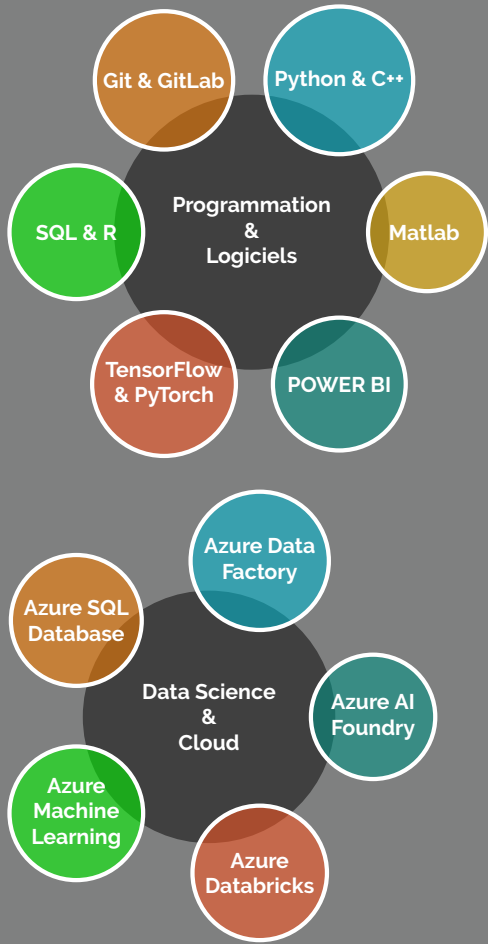 Git & GitLab
Python & C++
Programmation
&
Logiciels
SQL & R
Matlab
TensorFlow
& PyTorch
POWER BI
Azure Data
Factory
Azure SQL
Database
Data Science
&
Cloud
Azure AI
Foundry
Azure
Machine
Learning
Azure
Databricks